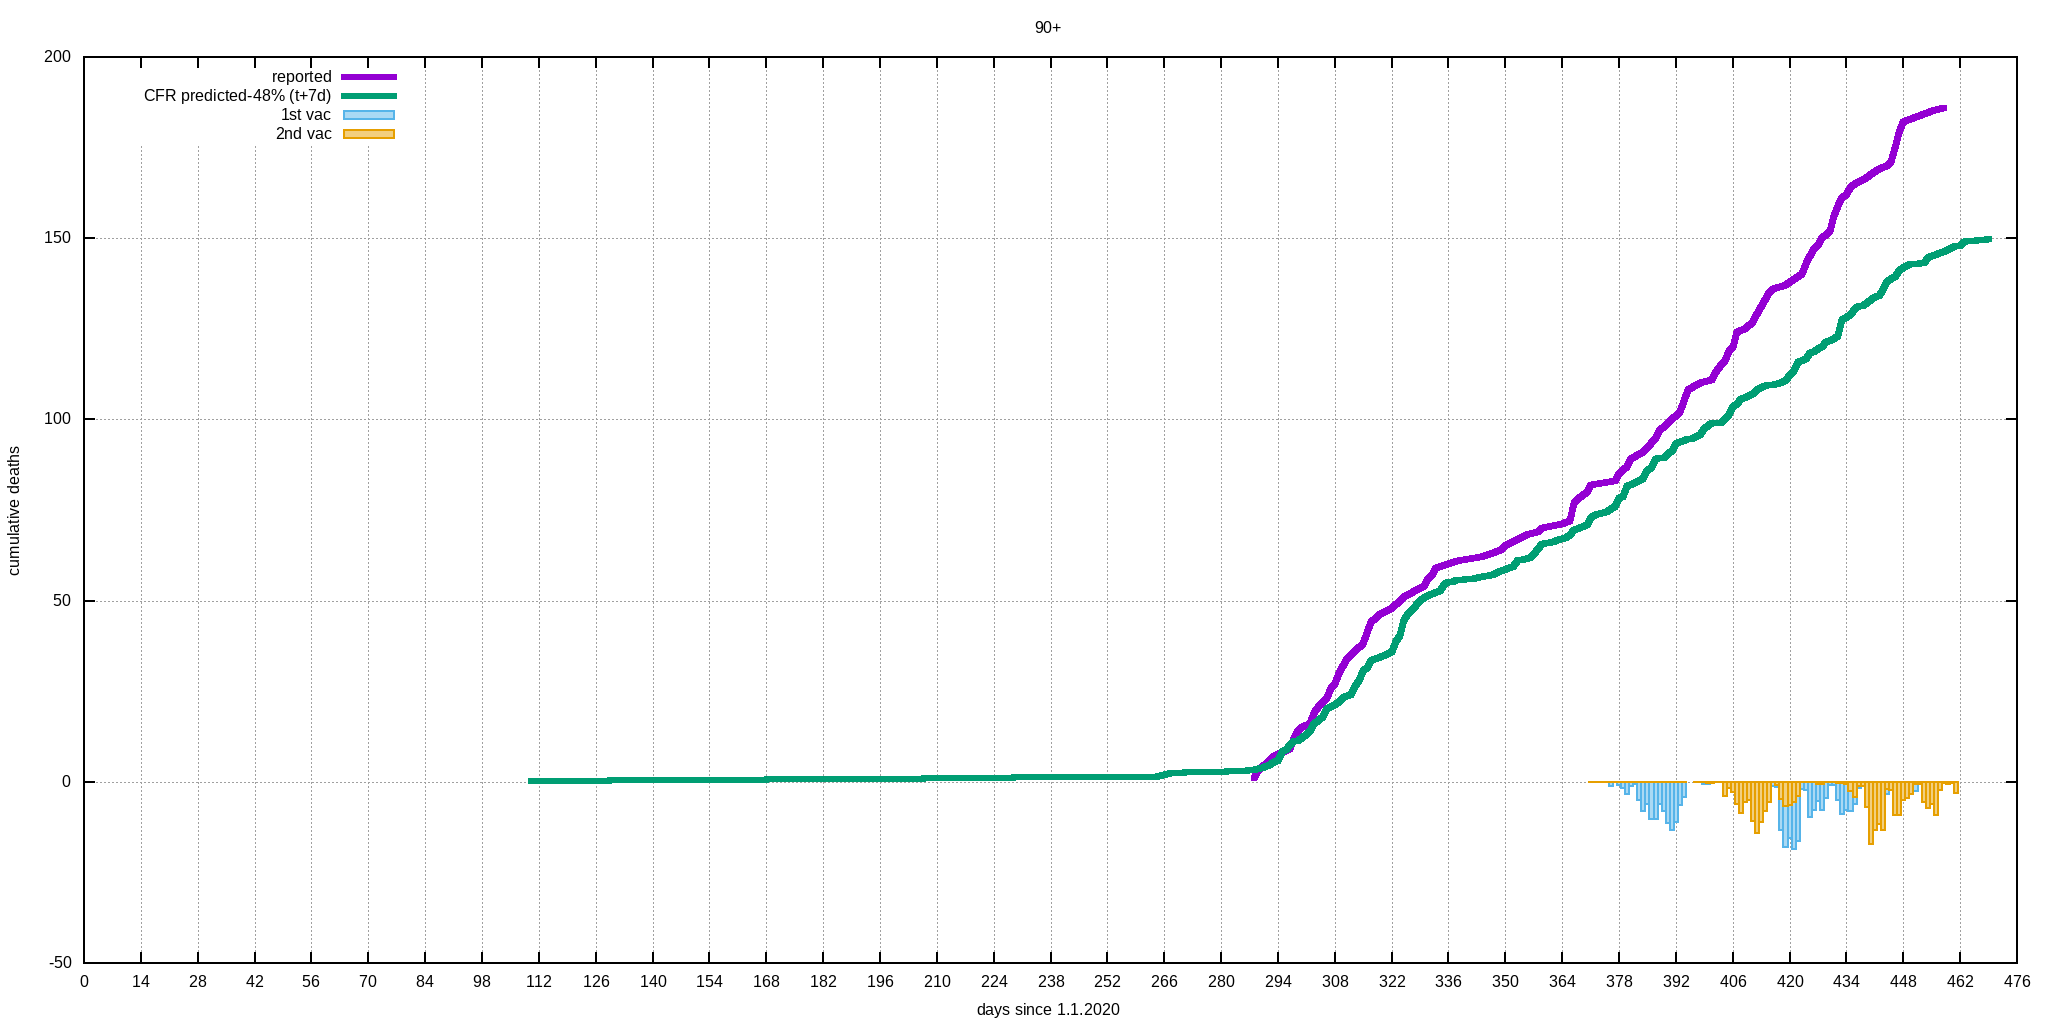 90+
200
150
100
50
0
-50
cumulative deaths
reported
CFR predicted-48% (t+7d)
1st vac
2nd vac
0 14 28 42 56 70 84 98 112 126 140 154 168 182 196 210 224 238 252 266 280 294 308 322 336 350 364 378 392 406 420 434 448 462 476
days since 1.1.2020